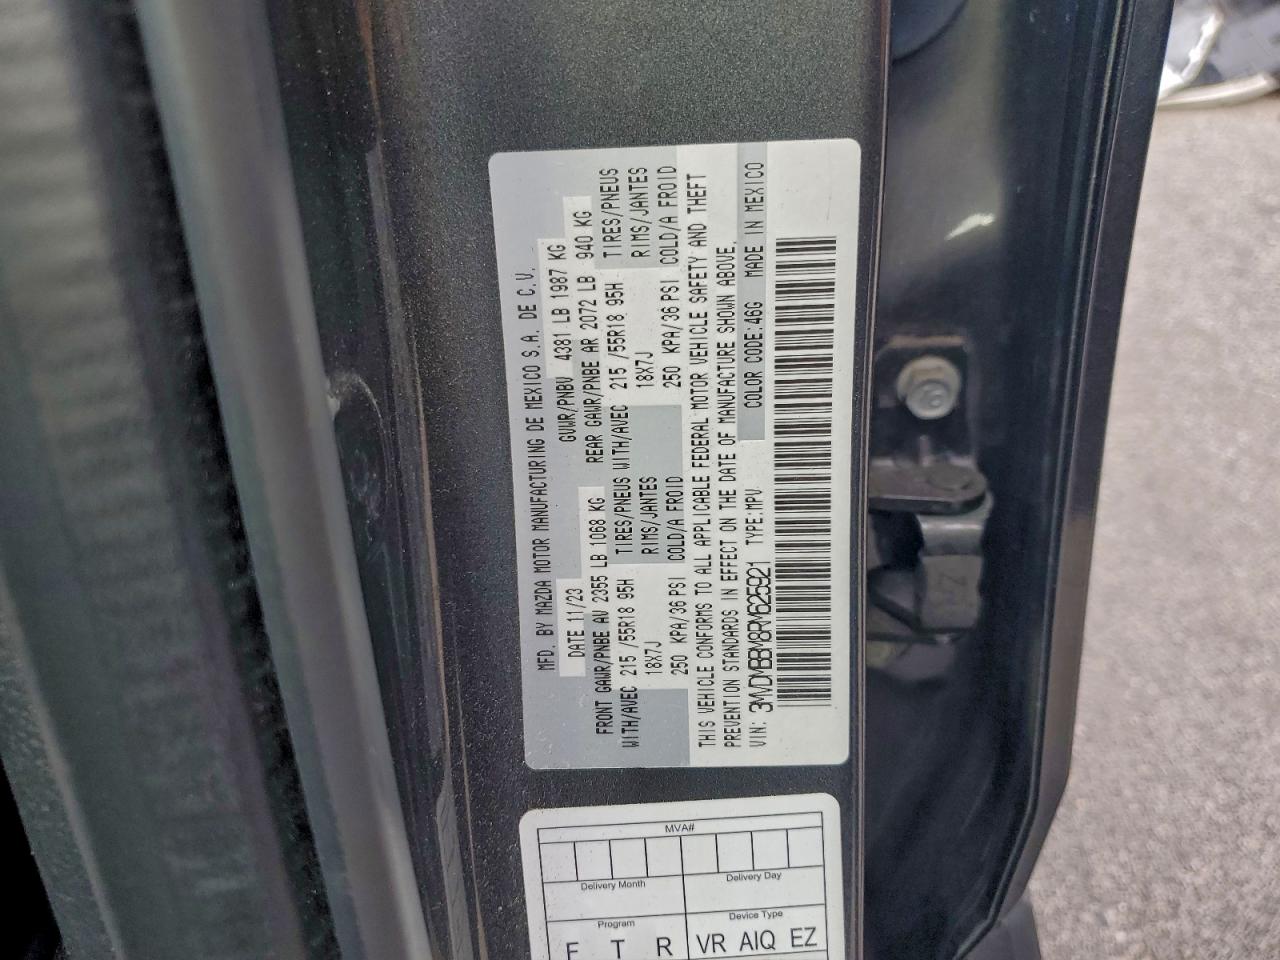 MFD. BY MAZDA MOTOR MANUFACTURING DE MEXICO S.A. DE C.V.
DATE 11/23 GVWR/PNBV 4381 LB 1987 KG
FRONT GAWR/PNBE AV 2355 LB 1068 KG REAR GAWR/PNBE AR 2072 LB 940 KG
WITH/AVEC 215 /55R18 95H TIRES/PNEUS WITH/AVEC 215 /55R18 95H TIRES/PNEUS
18X7J RIMS/JANTES 18X7J RIMS/JANTES
250 KPA/36 PSI COLD/A FROID 250 KPA/36 PSI COLD/A FROID
THIS VEHICLE CONFORMS TO ALL APPLICABLE FEDERAL MOTOR VEHICLE SAFETY AND THEFT
PREVENTION STANDARDS IN EFFECT ON THE DATE OF MANUFACTURE SHOWN ABOVE.
VIN: 3MVDMBBM8RM625921 TYPE:MPV COLOR CODE:46G MADE IN MEXICO
MVA#
Delivery Month Delivery Day
Program Device Type
F T R VR AIQ EZ